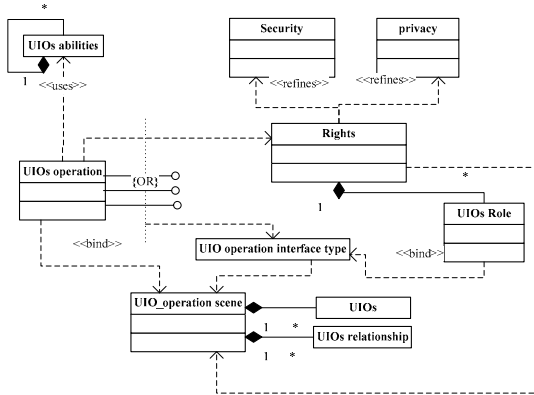 *
UIOs abilities
1
<<uses>>
Security
privacy
<<refines>>
<<refines>>
Rights
*
1
UIOs operation
{OR}
UIOs Role
<<bind>>
UIO operation interface type
<<bind>>
UIO_operation scene
UIOs
1 *
UIOs relationship
1 *